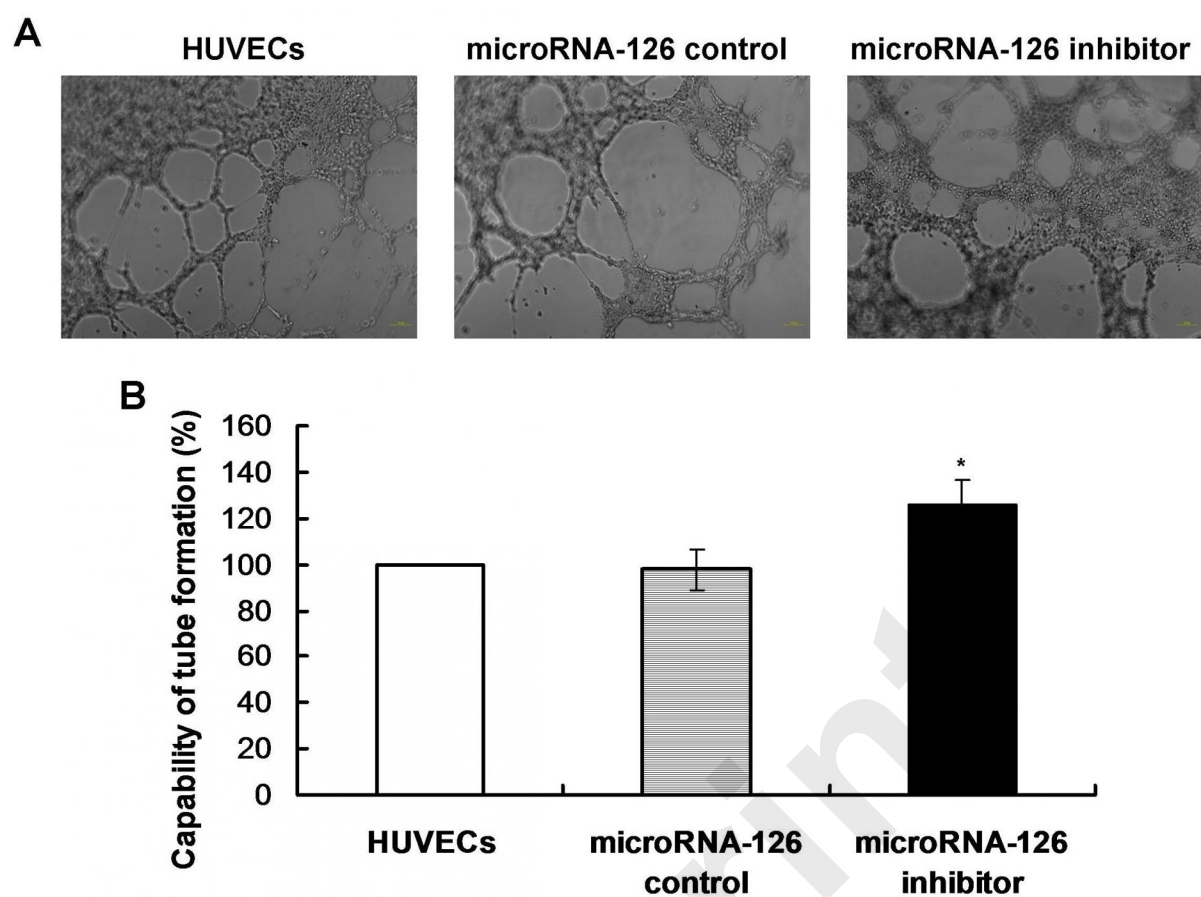 A
HUVECs
microRNA-126 control
microRNA-126 inhibitor
B
Capability of tube formation (%)
160
140
120
100
80
60
40
20
0
*
HUVECs
microRNA-126
control
microRNA-126
inhibitor
rint